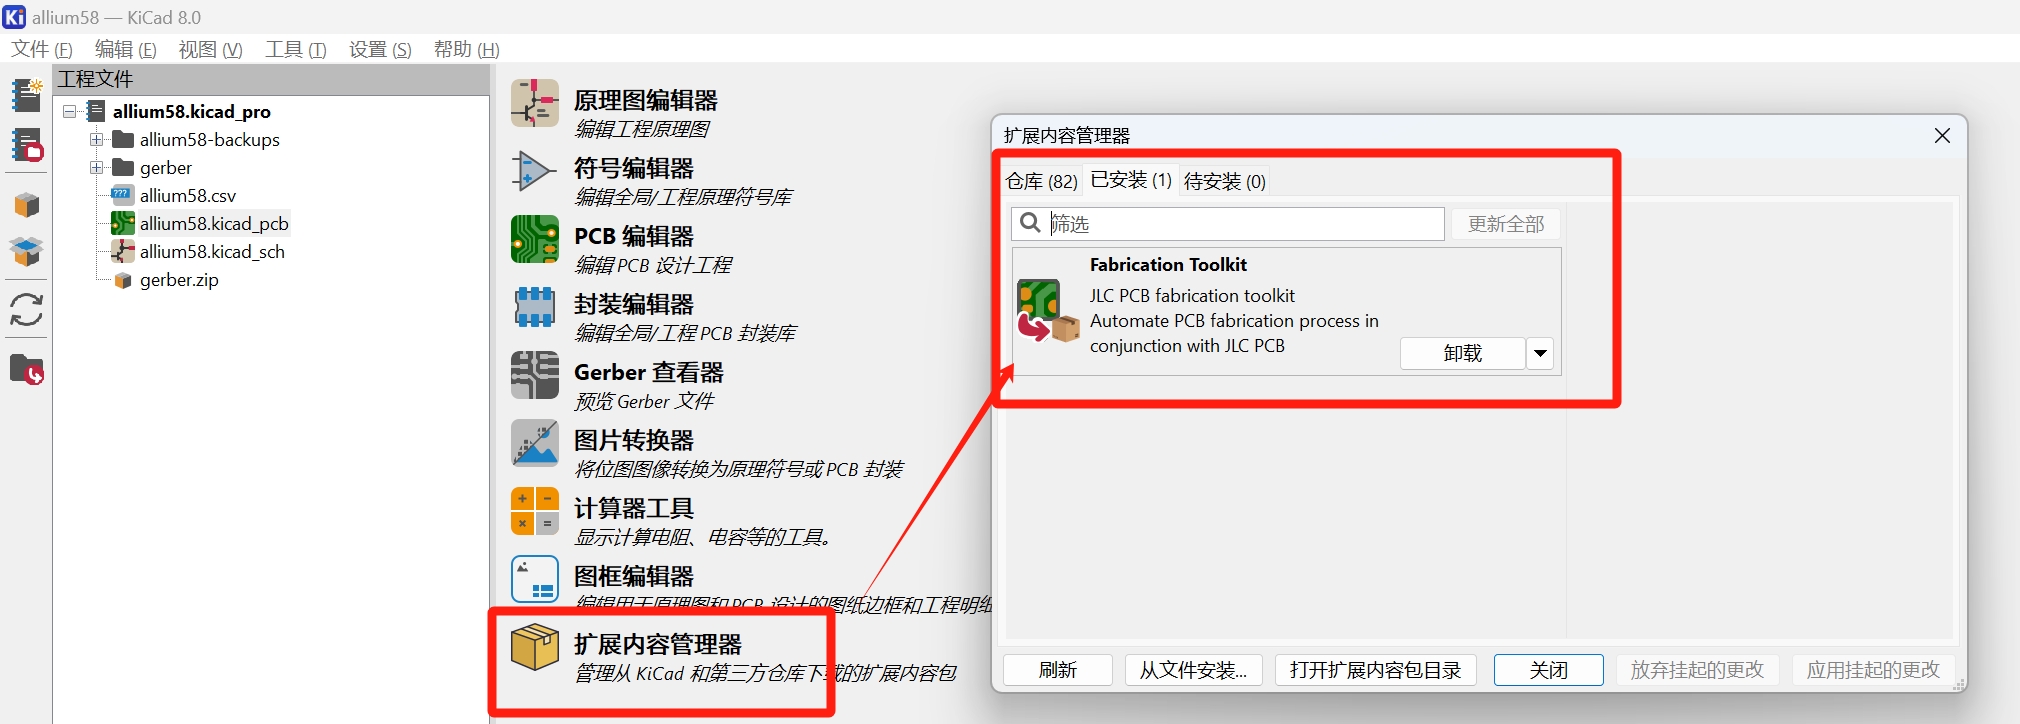 allium58 — KiCad 8.0
文件 (F) 编辑 (E) 视图 (V) 工具 (T) 设置 (S) 帮助 (H)
工程文件
allium58.kicad_pro
allium58-backups
gerber
allium58.csv
allium58.kicad_pcb
allium58.kicad_sch
gerber.zip
原理图编辑器
编辑工程原理图
符号编辑器
编辑全局/工程原理符号库
PCB 编辑器
编辑 PCB 设计工程
封装编辑器
编辑全局/工程 PCB 封装库
Gerber 查看器
预览 Gerber 文件
图片转换器
将位图图像转换为原理符号或 PCB 封装
计算器工具
显示计算电阻、电容等的工具。
图框编辑器
编辑用于原理图和 PCB 设计的图纸边框和工程明细
扩展内容管理器
管理从 KiCad 和第三方仓库下载的扩展内容包
扩展内容管理器
仓库 (82) 已安装 (1) 待安装 (0)
筛选 更新全部
Fabrication Toolkit
JLC PCB fabrication toolkit
Automate PCB fabrication process in
conjunction with JLC PCB
卸载
刷新 从文件安装... 打开扩展内容包目录 关闭 放弃挂起的更改 应用挂起的更改